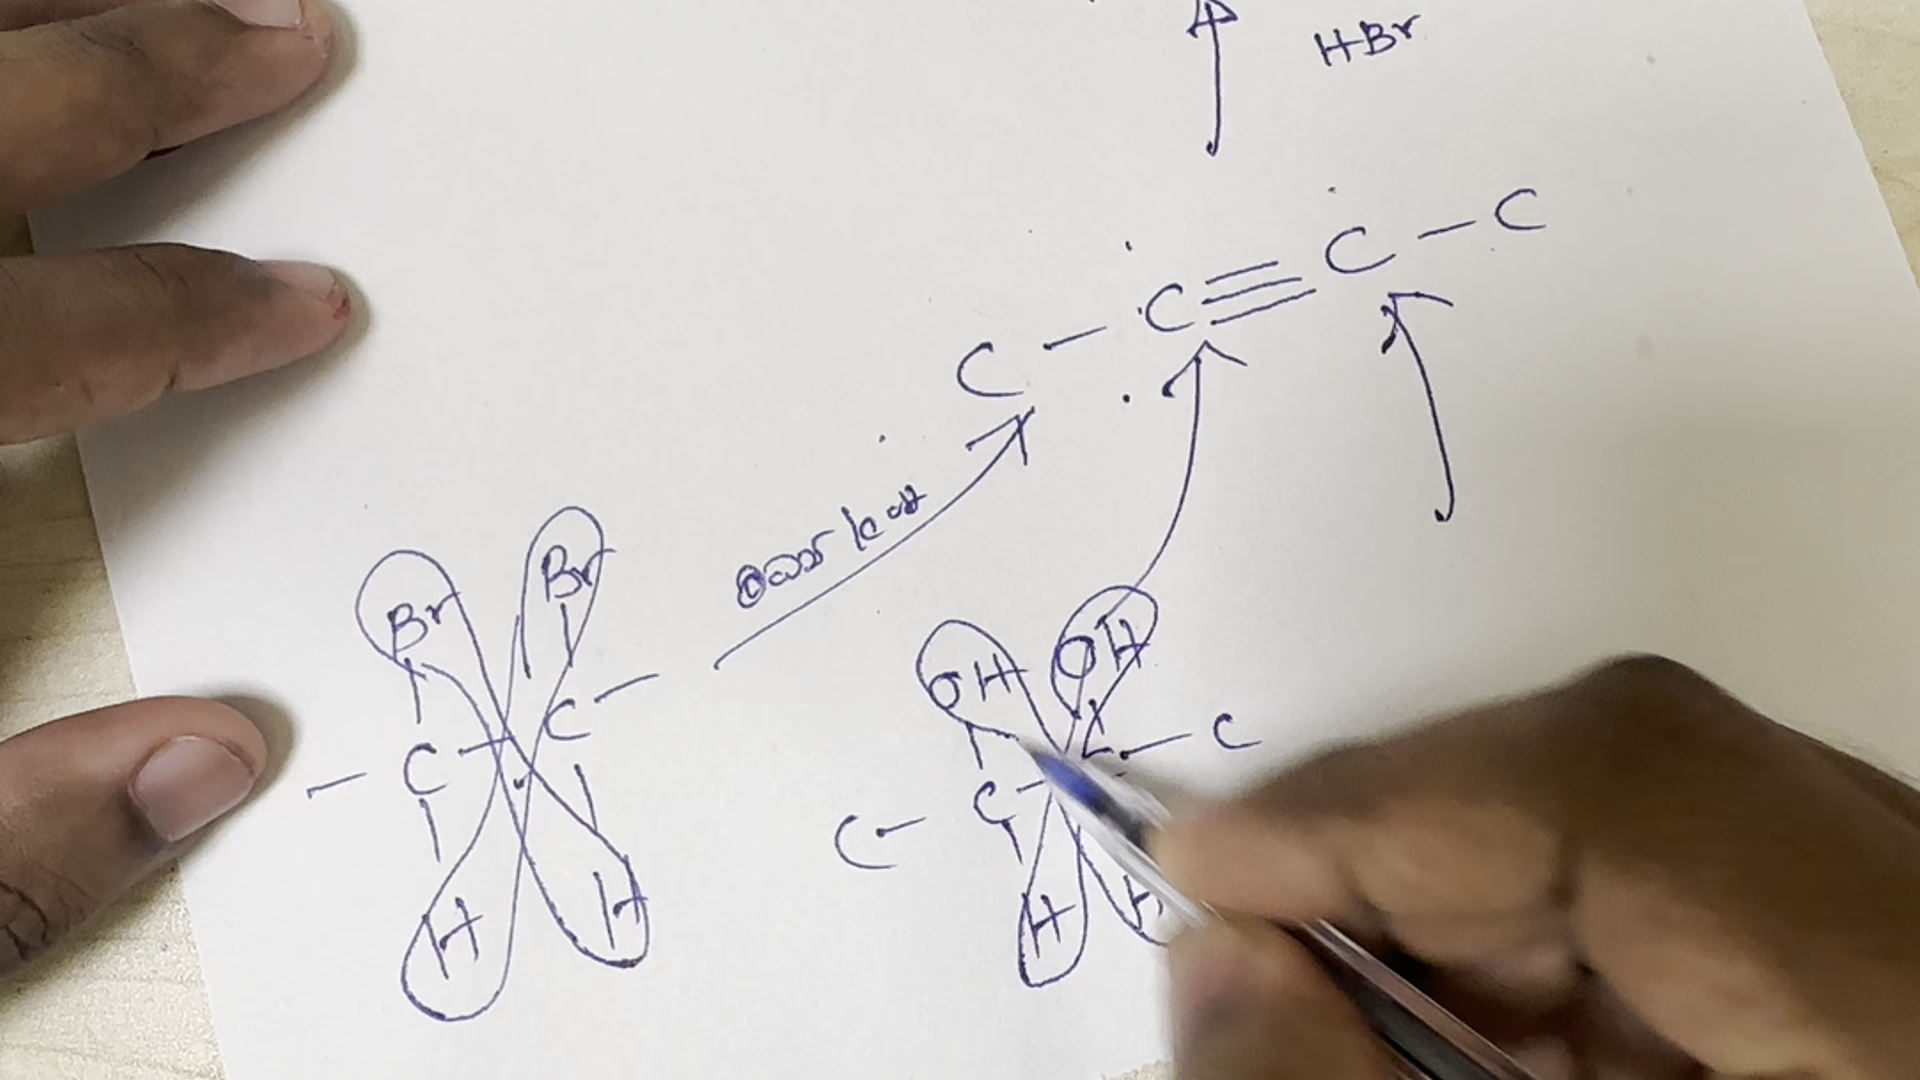 HBr
C - C ≡ C - C
Br Br
- C - C -
H H
OH OH
C - C - C - C
H H